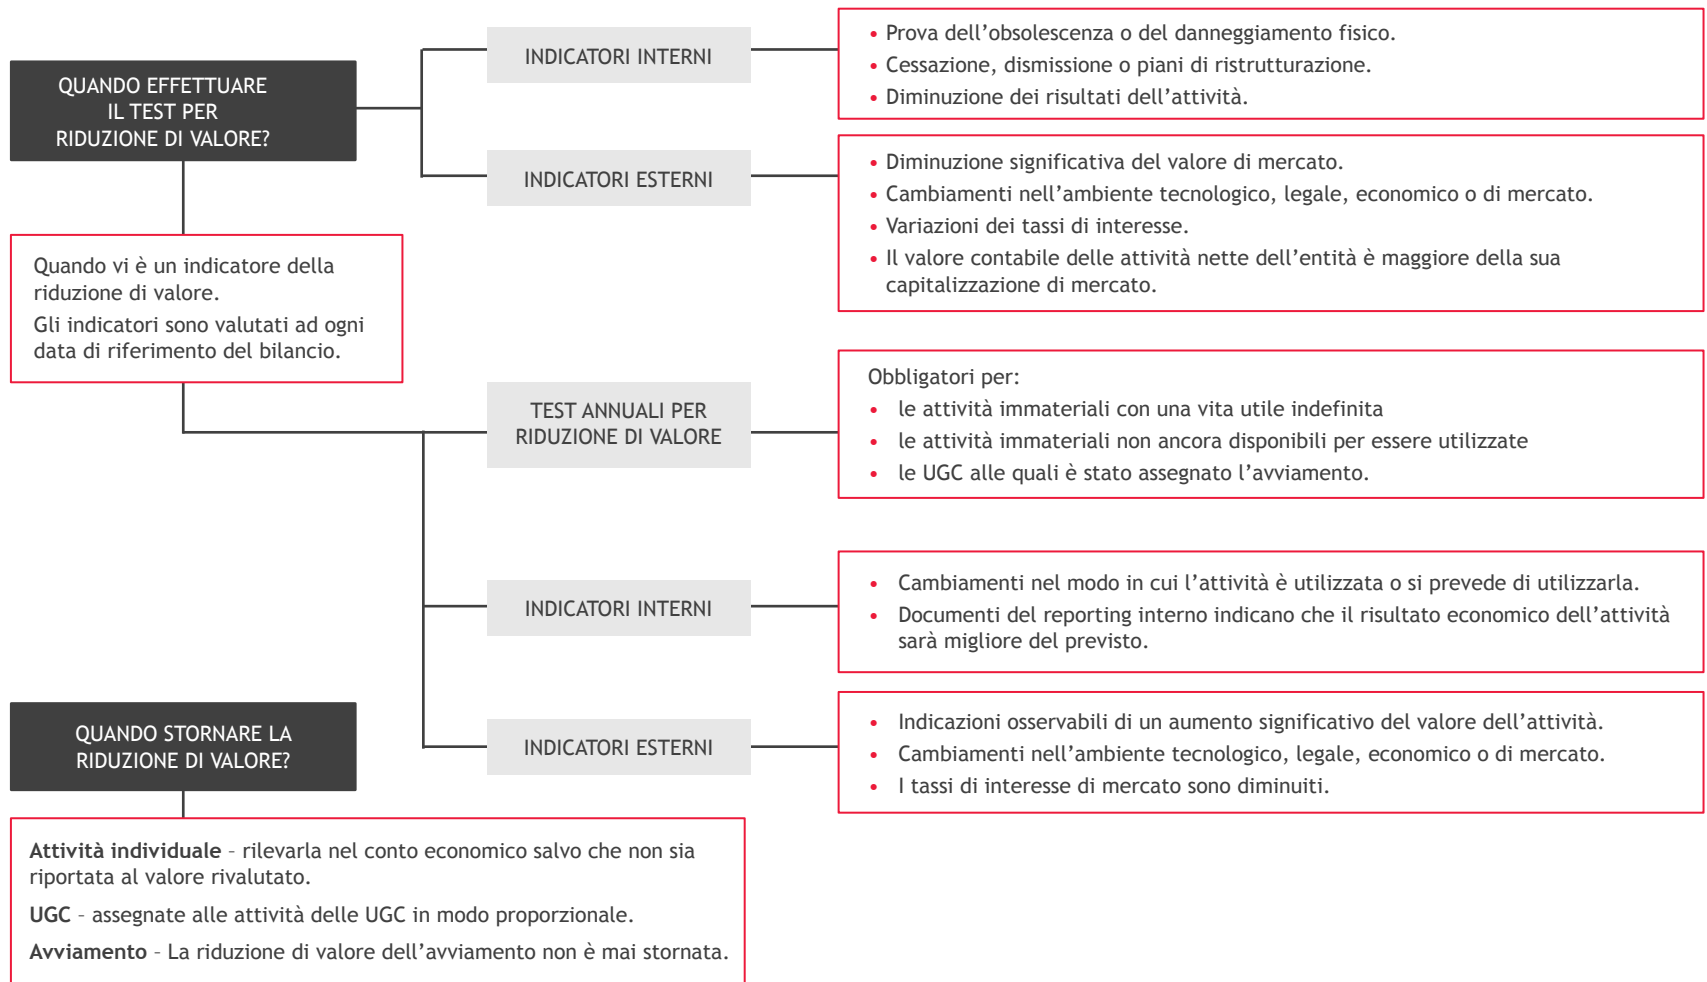 QUANDO EFFETTUARE
IL TEST PER
RIDUZIONE DI VALORE?
INDICATORI INTERNI
• Prova dell’obsolescenza o del danneggiamento fisico.
• Cessazione, dismissione o piani di ristrutturazione.
• Diminuzione dei risultati dell’attività.
INDICATORI ESTERNI
• Diminuzione significativa del valore di mercato.
• Cambiamenti nell’ambiente tecnologico, legale, economico o di mercato.
• Variazioni dei tassi di interesse.
• Il valore contabile delle attività nette dell’entità è maggiore della sua
capitalizzazione di mercato.
Quando vi è un indicatore della
riduzione di valore.
Gli indicatori sono valutati ad ogni
data di riferimento del bilancio.
TEST ANNUALI PER
RIDUZIONE DI VALORE
Obbligatori per:
• le attività immateriali con una vita utile indefinita
• le attività immateriali non ancora disponibili per essere utilizzate
• le UGC alle quali è stato assegnato l’avviamento.
INDICATORI INTERNI
• Cambiamenti nel modo in cui l’attività è utilizzata o si prevede di utilizzarla.
• Documenti del reporting interno indicano che il risultato economico dell’attività
sarà migliore del previsto.
INDICATORI ESTERNI
• Indicazioni osservabili di un aumento significativo del valore dell’attività.
• Cambiamenti nell’ambiente tecnologico, legale, economico o di mercato.
• I tassi di interesse di mercato sono diminuiti.
QUANDO STORNARE LA
RIDUZIONE DI VALORE?
Attività individuale – rilevarla nel conto economico salvo che non sia
riportata al valore rivalutato.
UGC – assegnate alle attività delle UGC in modo proporzionale.
Avviamento – La riduzione di valore dell’avviamento non è mai stornata.